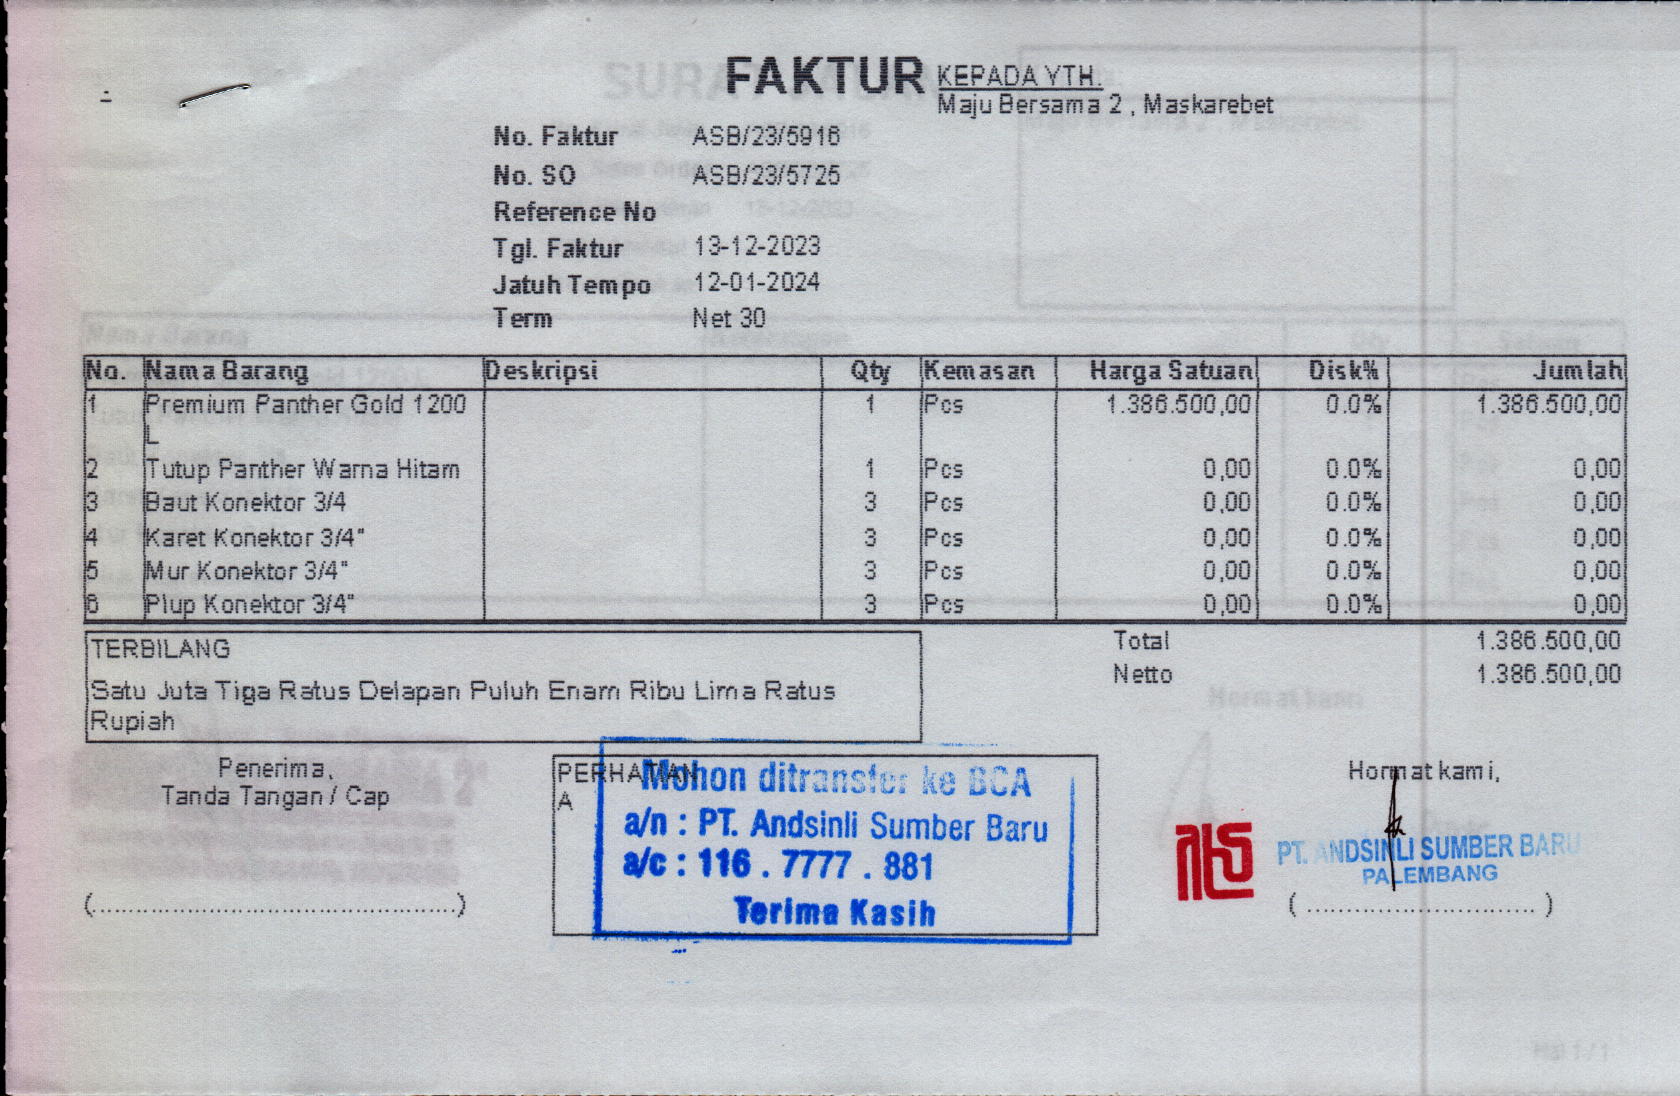 FAKTUR
KEPADA YTH.
Maju Bersama 2 , Maskarebet
No. Faktur ASB/23/5916
No. SO ASB/23/5725
Reference No
Tgl. Faktur 13-12-2023
Jatuh Tempo 12-01-2024
Term Net 30
No. Nama Barang Deskripsi Qty Kemasan Harga Satuan Disk% Jumlah
1 Premium Panther Gold 1200 1 Pcs 1.386.500,00 0.0% 1.386.500,00
L
2 Tutup Panther Warna Hitam 1 Pcs 0,00 0.0% 0,00
3 Baut Konektor 3/4 3 Pcs 0,00 0.0% 0,00
4 Karet Konektor 3/4" 3 Pcs 0,00 0.0% 0,00
5 Mur Konektor 3/4" 3 Pcs 0,00 0.0% 0,00
6 Plup Konektor 3/4" 3 Pcs 0,00 0.0% 0,00
TERBILANG
Satu Juta Tiga Ratus Delapan Puluh Enam Ribu Lima Ratus
Rupiah
Total 1.386.500,00
Netto 1.386.500,00
Penerima,
Tanda Tangan / Cap
(................................................)
PERHATIAN
A
Mohon ditransfer ke BCA
a/n : PT. Andsinli Sumber Baru
a/c : 116 . 7777 . 881
Terima Kasih
Hormat kami,
PT. ANDSINLI SUMBER BARU
PALEMBANG
( .............................. )